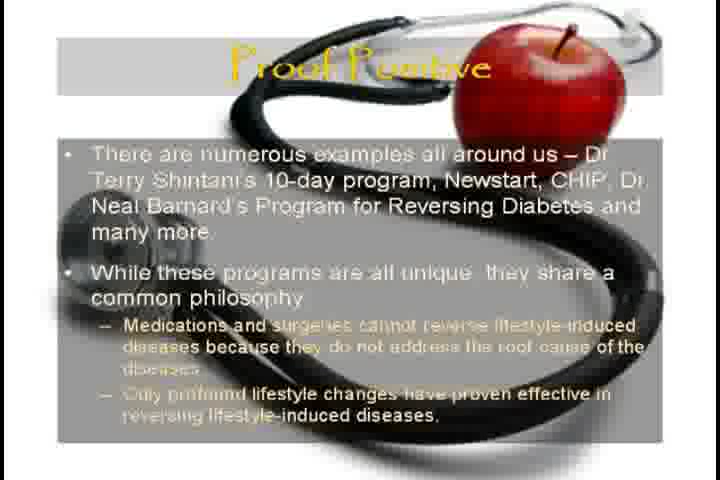 Proof Positive
• There are numerous examples all around us – Dr.
Terry Shintani's 10-day program, Newstart, CHIP, Dr.
Neal Barnard's Program for Reversing Diabetes and
many more.
• While these programs are all unique, they share a
common philosophy
– Medications and surgeries cannot reverse lifestyle-induced
diseases because they do not address the root cause of the
diseases.
– Only profound lifestyle changes have proven effective in
reversing lifestyle-induced diseases.